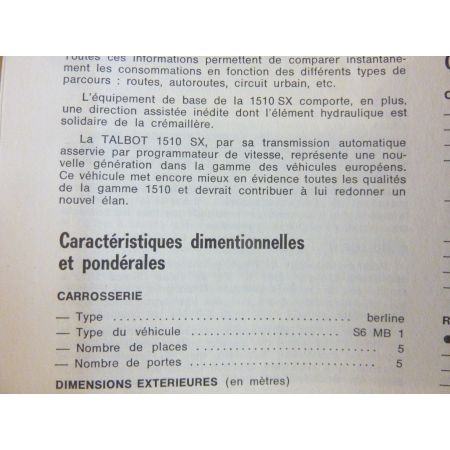 Toutes ces informations permettent de comparer instantané-
ment les consommations en fonction des différents types de
parcours : routes, autoroutes, circuit urbain, etc.
L'équipement de base de la 1510 SX comporte, en plus,
une direction assistée inédite dont l'élément hydraulique est
solidaire de la crémaillère.
La TALBOT 1510 SX, par sa transmission automatique
asservie par programmateur de vitesse, représente une nou-
velle génération dans la gamme des véhicules européens.
Ce véhicule met encore mieux en évidence toutes les qualités
de la gamme 1510 et devrait contribuer à lui redonner un
nouvel élan.
Caractéristiques dimentionnelles
et pondérales
CARROSSERIE
— Type ........................................ berline
— Type du véhicule ........................ S6 MB 1
— Nombre de places ........................ 5
— Nombre de portes ........................ 5
DIMENSIONS EXTERIEURES (en mètres)